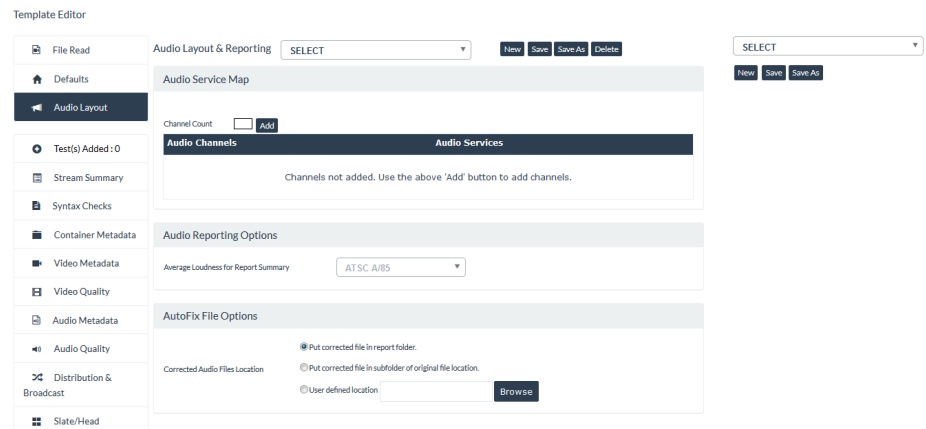 Template Editor
File Read
Defaults
Audio Layout
Test(s) Added : 0
Stream Summary
Syntax Checks
Container Metadata
Video Metadata
Video Quality
Audio Metadata
Audio Quality
Distribution &
Broadcast
Slate/Head
Audio Layout & Reporting SELECT New Save Save As Delete
Audio Service Map
Channel Count Add
Audio Channels Audio Services
Channels not added. Use the above 'Add' button to add channels.
Audio Reporting Options
Average Loudness for Report Summary ATSC A/85
AutoFix File Options
Corrected Audio Files Location
Put corrected file in report folder.
Put corrected file in subfolder of original file location.
User defined location Browse
SELECT
New Save Save As